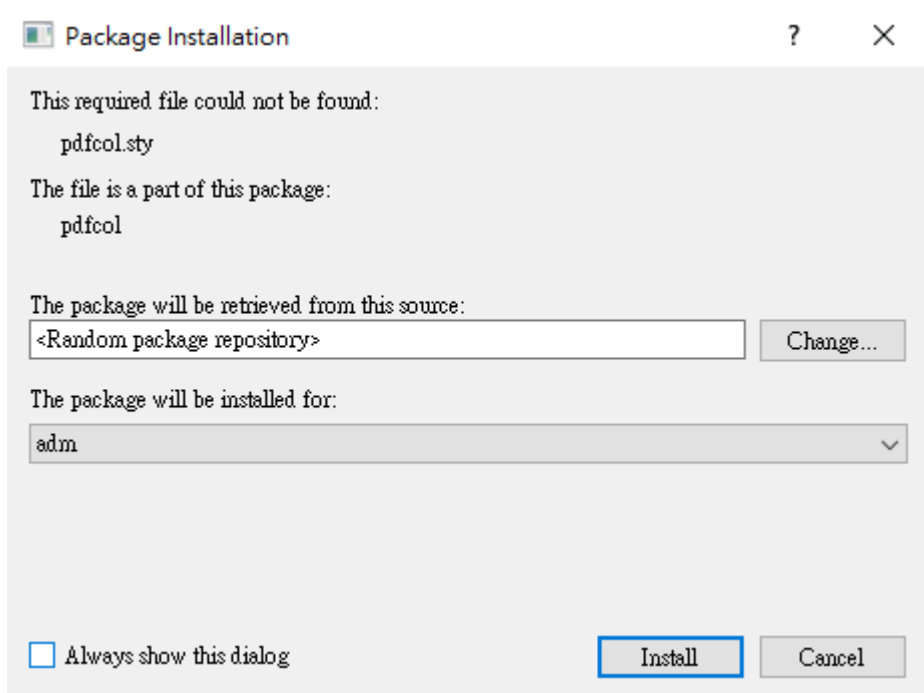 Package Installation
?
This required file could not be found:
pdfcol.sty
The file is a part of this package:
pdfcol
The package will be retrieved from this source:
<Random package repository>
Change...
The package will be installed for:
adm
Always show this dialog
Install
Cancel